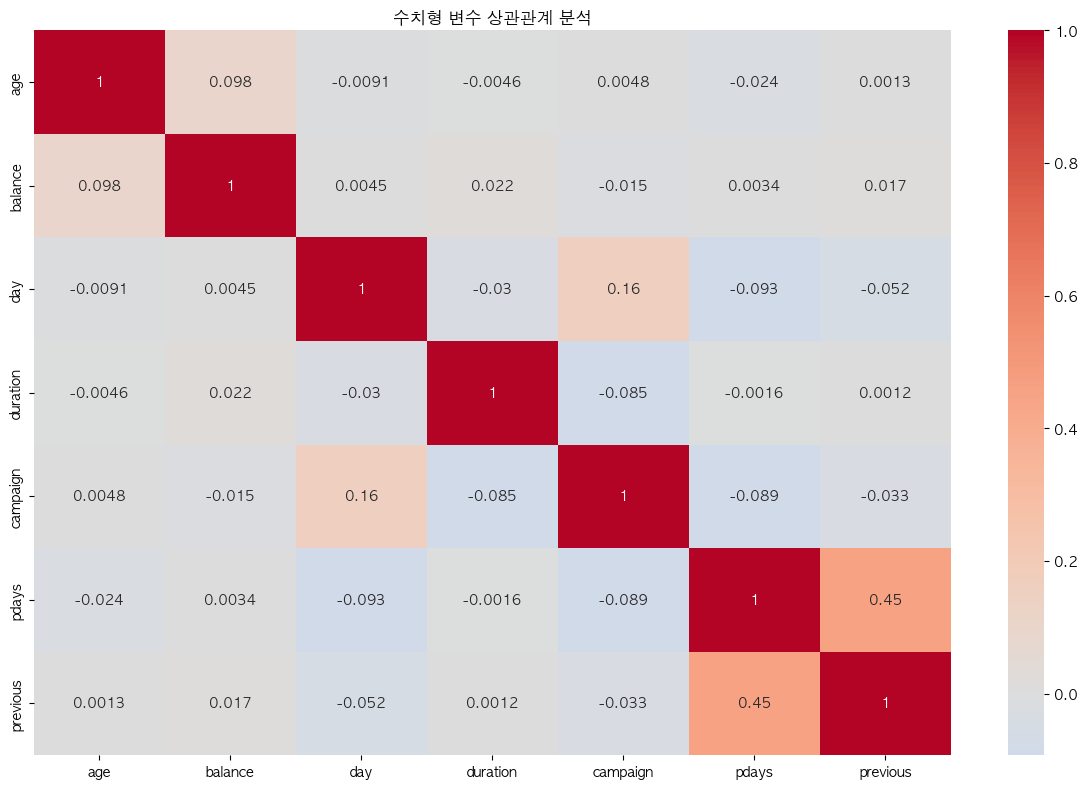 수치형 변수 상관관계 분석
age 1 0.098 -0.0091 -0.0046 0.0048 -0.024 0.0013
balance 0.098 1 0.0045 0.022 -0.015 0.0034 0.017
day -0.0091 0.0045 1 -0.03 0.16 -0.093 -0.052
duration -0.0046 0.022 -0.03 1 -0.085 -0.0016 0.0012
campaign 0.0048 -0.015 0.16 -0.085 1 -0.089 -0.033
pdays -0.024 0.0034 -0.093 -0.0016 -0.089 1 0.45
previous 0.0013 0.017 -0.052 0.0012 -0.033 0.45 1
age balance day duration campaign pdays previous
1.0
0.8
0.6
0.4
0.2
0.0